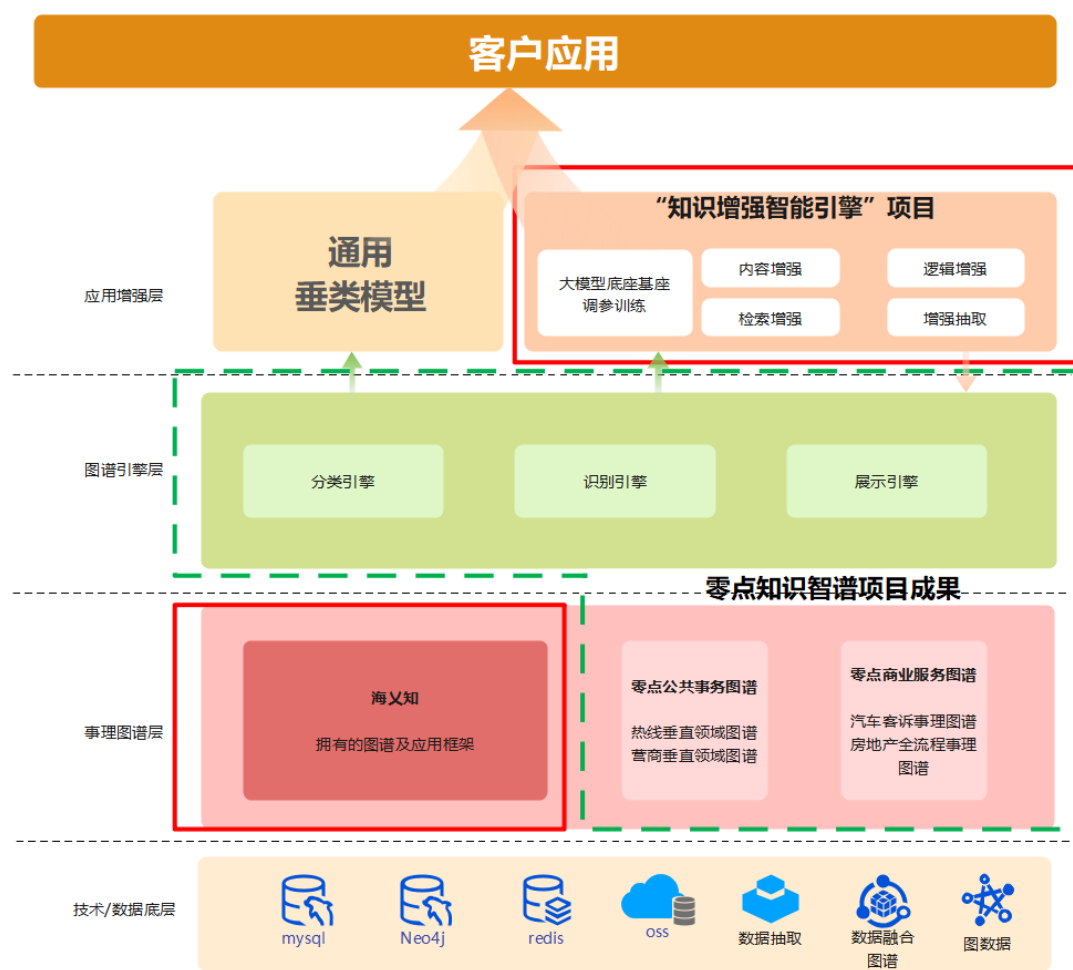 客户应用
“知识增强智能引擎”项目
通用
垂类模型
大模型底座基座
调参训练
内容增强
逻辑增强
检索增强
增强抽取
应用增强层
图谱引擎层
分类引擎
识别引擎
展示引擎
零点知识智谱项目成果
事理图谱层
海乂知
拥有的图谱及应用框架
零点公共事务图谱
热线垂直领域图谱
营商垂直领域图谱
零点商业服务图谱
汽车客诉事理图谱
房地产全流程事理
图谱
技术/数据底层
mysql
Neo4j
redis
oss
数据抽取
数据融合
图谱
图数据